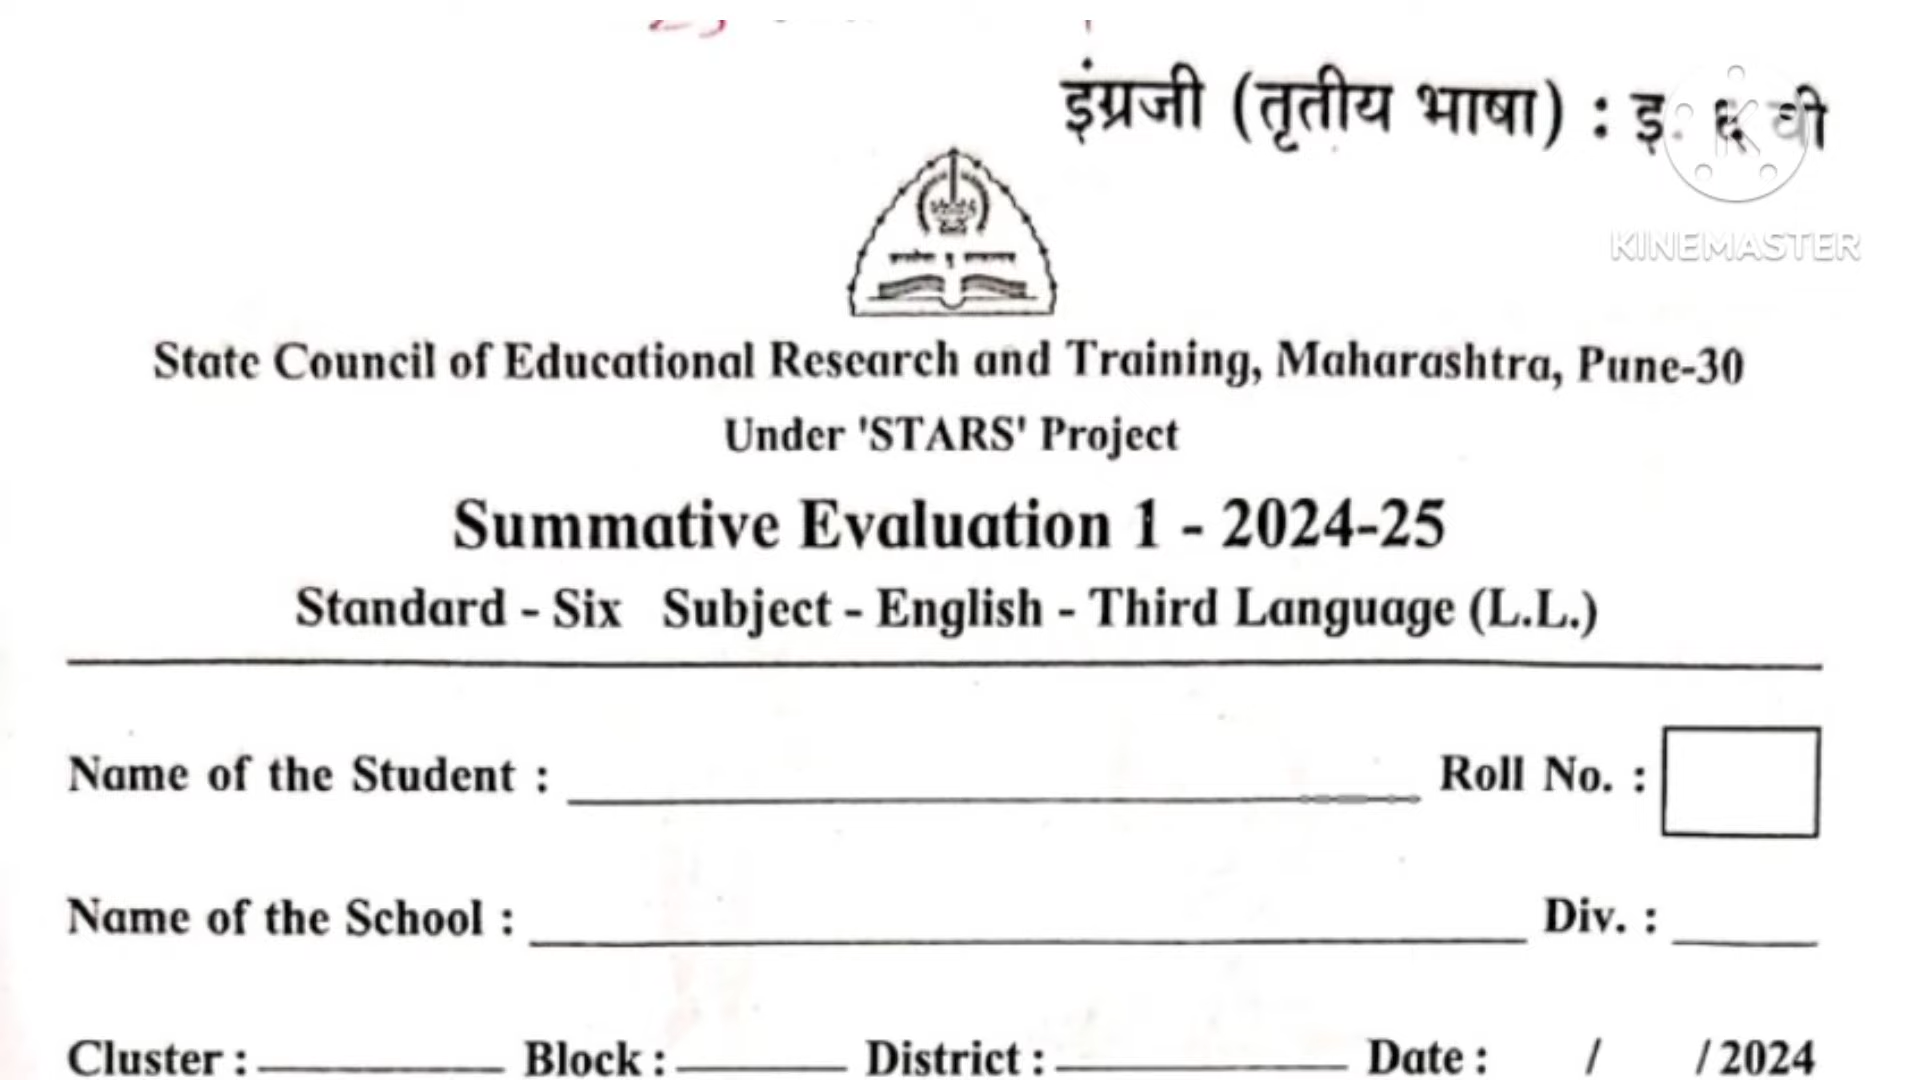 इंग्रजी (तृतीय भाषा) : इ. ६ वी
KINEMASTER
State Council of Educational Research and Training, Maharashtra, Pune-30
Under 'STARS' Project
Summative Evaluation 1 - 2024-25
Standard - Six Subject - English - Third Language (L.L.)
Name of the Student : Roll No. :
Name of the School : Div. :
Cluster : Block : District : Date : / / 2024